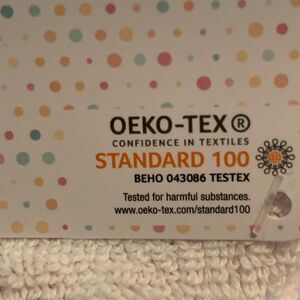 OEKO-TEX®
CONFIDENCE IN TEXTILES
STANDARD 100
BEHO 043086 TESTEX
Tested for harmful substances.
www.oeko-tex.com/standard100